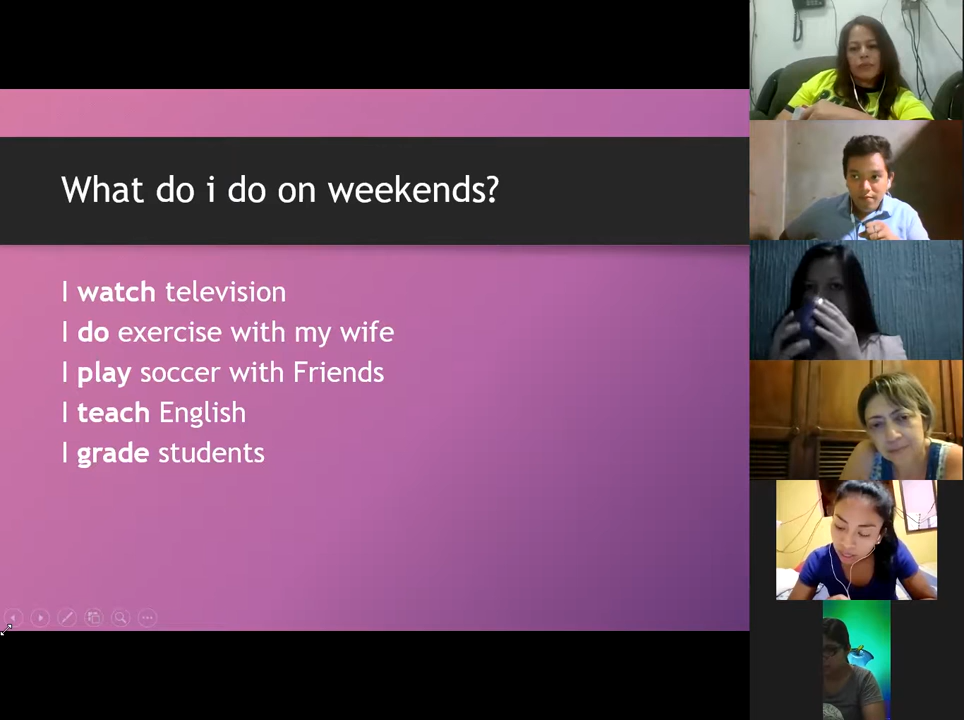 What do i do on weekends?
I watch television
I do exercise with my wife
I play soccer with Friends
I teach English
I grade students